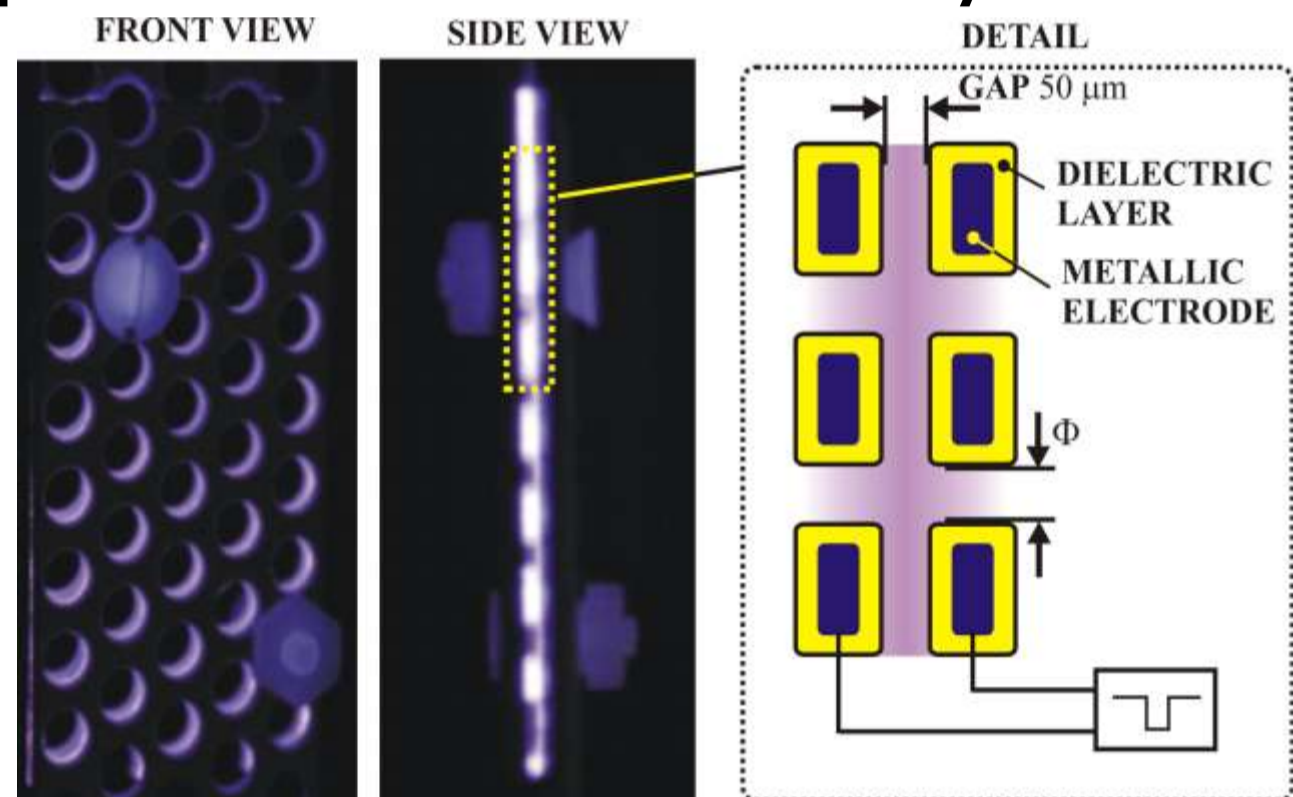 FRONT VIEW
SIDE VIEW
DETAIL
GAP 50 μm
DIELECTRIC
LAYER
METALLIC
ELECTRODE
Φ